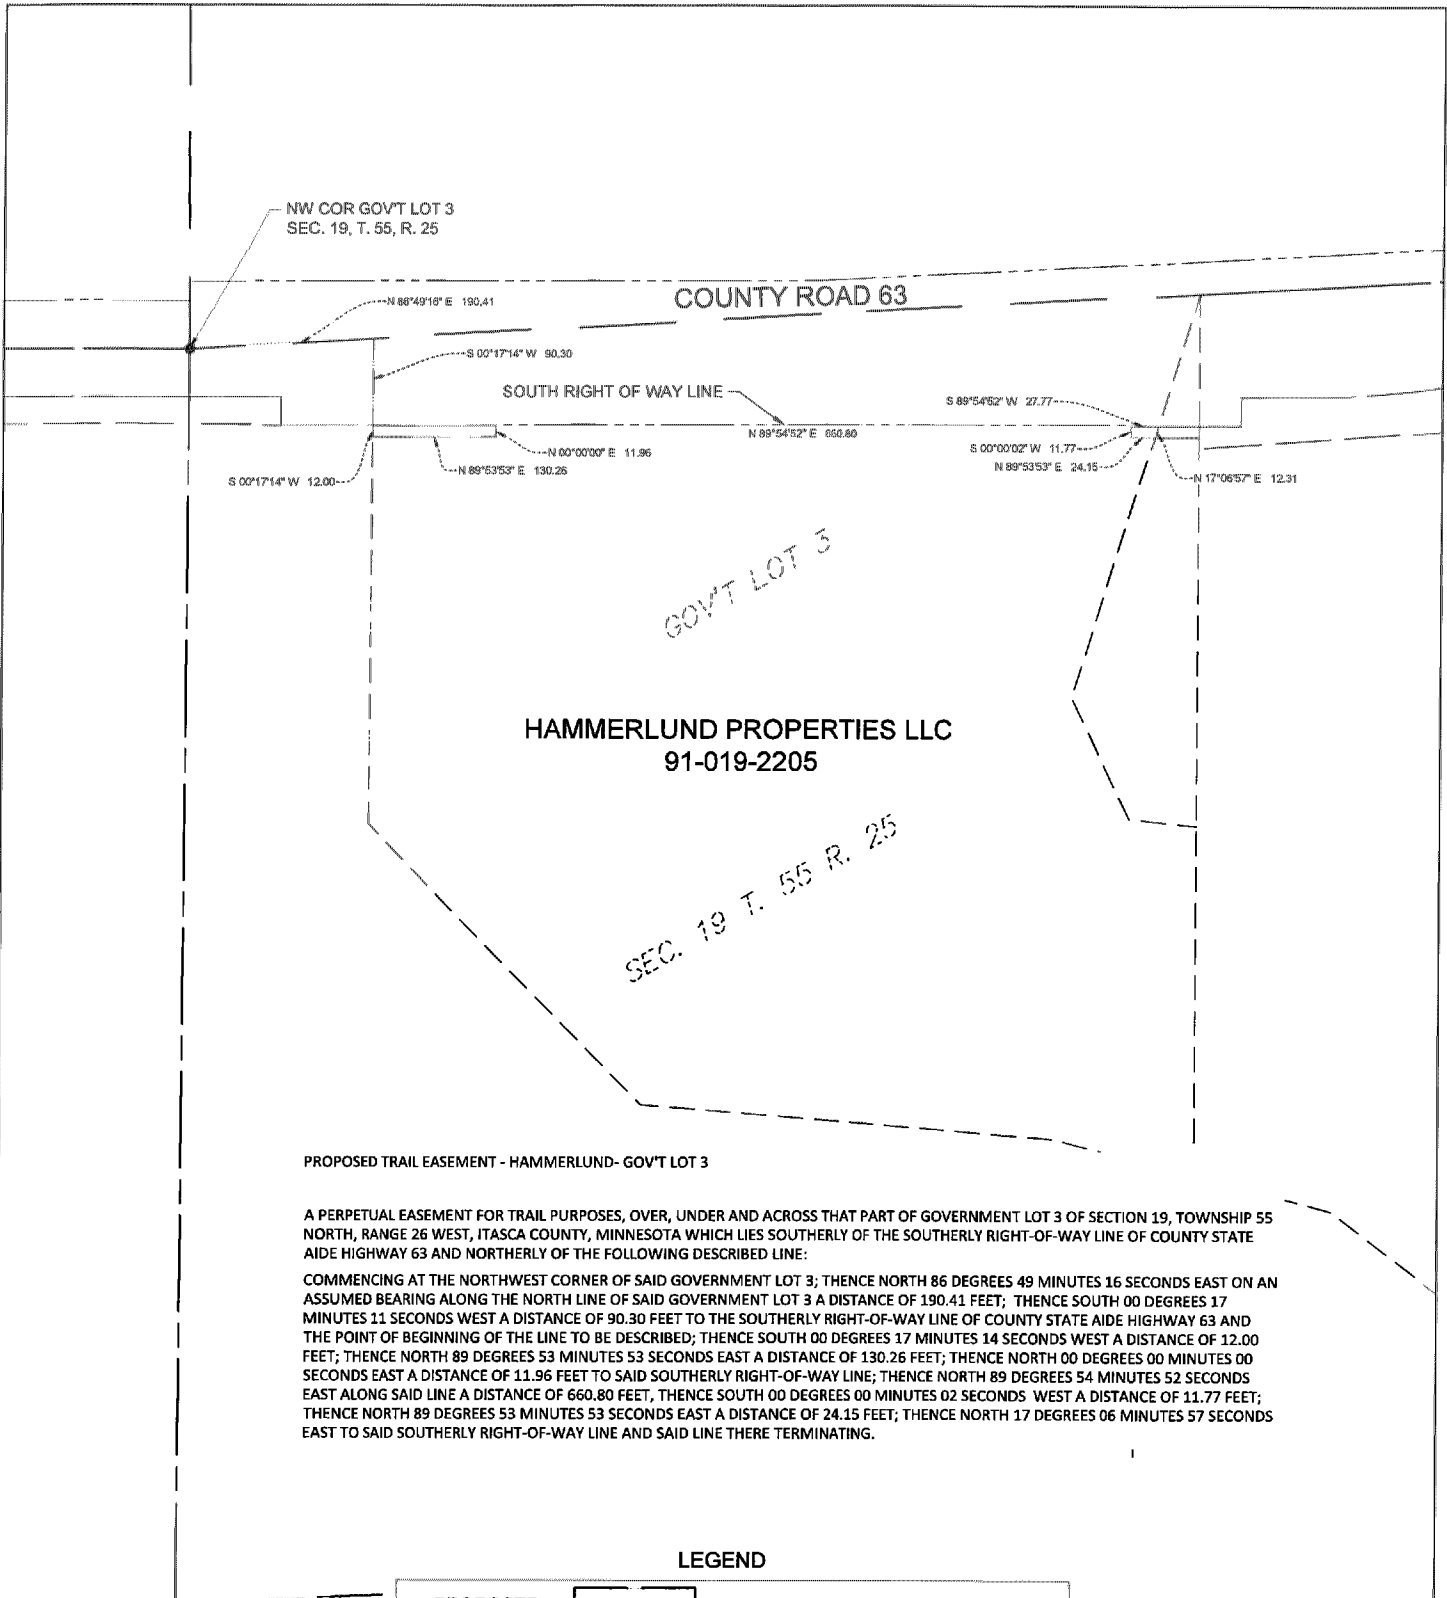 NW COR GOV'T LOT 3
SEC. 19, T. 55, R. 25
COUNTY ROAD 63
N 86°49'16" E 190.41
S 00°17'14" W 90.30
SOUTH RIGHT OF WAY LINE
S 89°54'52" W 27.77
N 89°54'52" E 660.80
N 00°00'00" E 11.96
S 00°00'02" W 11.77
N 89°53'53" E 130.26
N 89°53'53" E 24.15
S 00°17'14" W 12.00
N 17°06'57" E 12.31
GOV'T LOT 3
HAMMERLUND PROPERTIES LLC
91-019-2205
SEC. 19 T. 55 R. 25
PROPOSED TRAIL EASEMENT - HAMMERLUND- GOV'T LOT 3
A PERPETUAL EASEMENT FOR TRAIL PURPOSES, OVER, UNDER AND ACROSS THAT PART OF GOVERNMENT LOT 3 OF SECTION 19, TOWNSHIP 55
NORTH, RANGE 26 WEST, ITASCA COUNTY, MINNESOTA WHICH LIES SOUTHERLY OF THE SOUTHERLY RIGHT-OF-WAY LINE OF COUNTY STATE
AIDE HIGHWAY 63 AND NORTHERLY OF THE FOLLOWING DESCRIBED LINE:
COMMENCING AT THE NORTHWEST CORNER OF SAID GOVERNMENT LOT 3; THENCE NORTH 86 DEGREES 49 MINUTES 16 SECONDS EAST ON AN
ASSUMED BEARING ALONG THE NORTH LINE OF SAID GOVERNMENT LOT 3 A DISTANCE OF 190.41 FEET; THENCE SOUTH 00 DEGREES 17
MINUTES 11 SECONDS WEST A DISTANCE OF 90.30 FEET TO THE SOUTHERLY RIGHT-OF-WAY LINE OF COUNTY STATE AIDE HIGHWAY 63 AND
THE POINT OF BEGINNING OF THE LINE TO BE DESCRIBED; THENCE SOUTH 00 DEGREES 17 MINUTES 14 SECONDS WEST A DISTANCE OF 12.00
FEET; THENCE NORTH 89 DEGREES 53 MINUTES 53 SECONDS EAST A DISTANCE OF 130.26 FEET; THENCE NORTH 00 DEGREES 00 MINUTES 00
SECONDS EAST A DISTANCE OF 11.96 FEET TO SAID SOUTHERLY RIGHT-OF-WAY LINE; THENCE NORTH 89 DEGREES 54 MINUTES 52 SECONDS
EAST ALONG SAID LINE A DISTANCE OF 660.80 FEET, THENCE SOUTH 00 DEGREES 00 MINUTES 02 SECONDS WEST A DISTANCE OF 11.77 FEET;
THENCE NORTH 89 DEGREES 53 MINUTES 53 SECONDS EAST A DISTANCE OF 24.15 FEET; THENCE NORTH 17 DEGREES 06 MINUTES 57 SECONDS
EAST TO SAID SOUTHERLY RIGHT-OF-WAY LINE AND SAID LINE THERE TERMINATING.
LEGEND